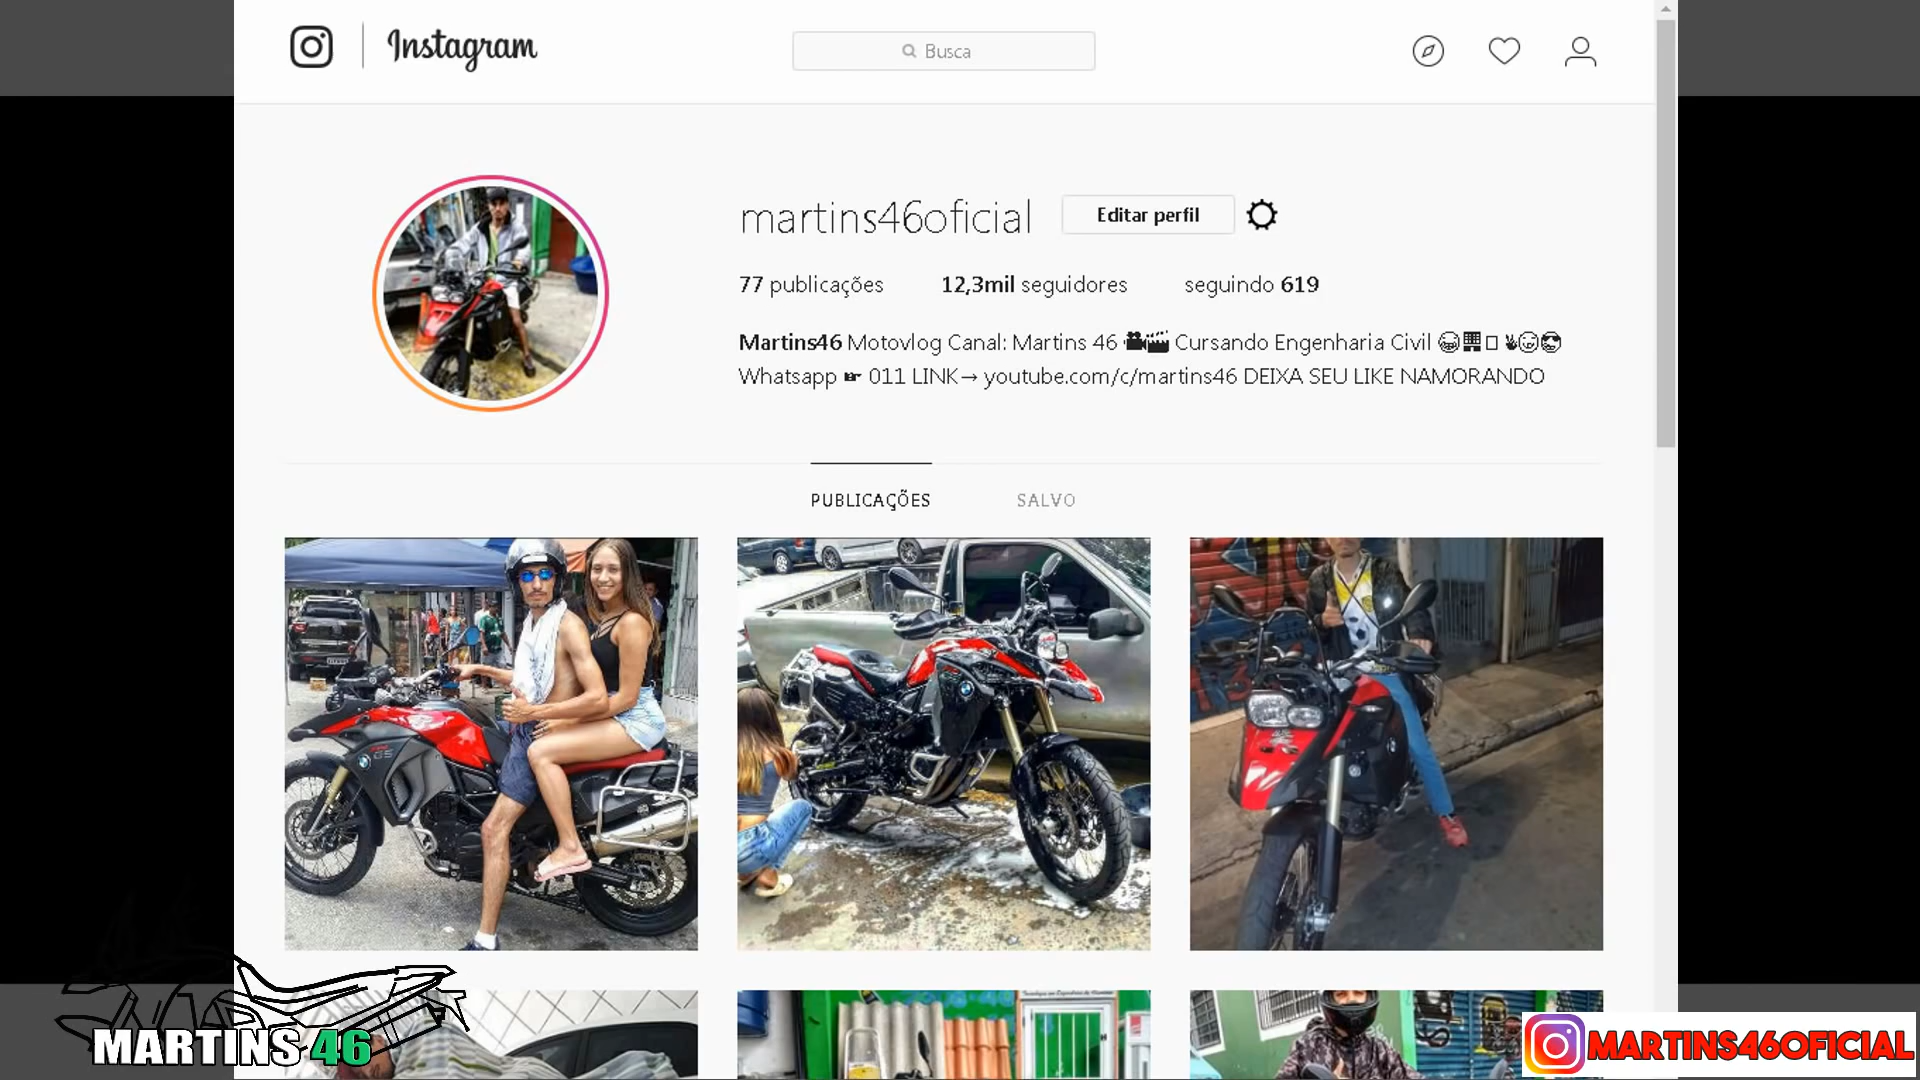 Instagram
Busca
martins46oficial
Editar perfil
77 publicações 12,3mil seguidores seguindo 619
Martins46 Motovlog Canal: Martins 46 Cursando Engenharia Civil
Whatsapp 011 LINK→ youtube.com/c/martins46 DEIXA SEU LIKE NAMORANDO
PUBLICAÇÕES SALVO
GS
MARTINS 46
MARTINS46OFICIAL